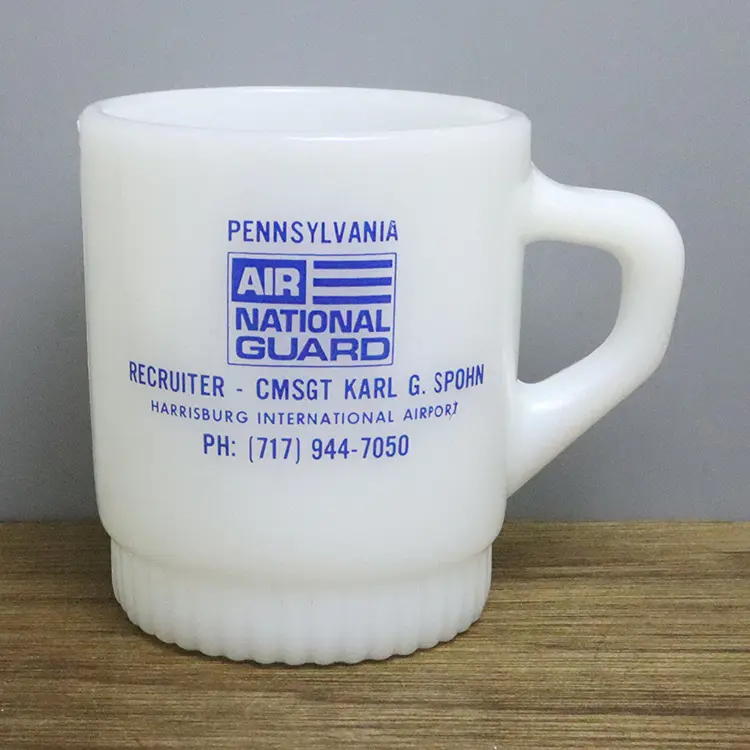 PENNSYLVANIA
AIR
NATIONAL
GUARD
RECRUITER - CMSGT KARL G. SPOHN
HARRISBURG INTERNATIONAL AIRPORT
PH: (717) 944-7050